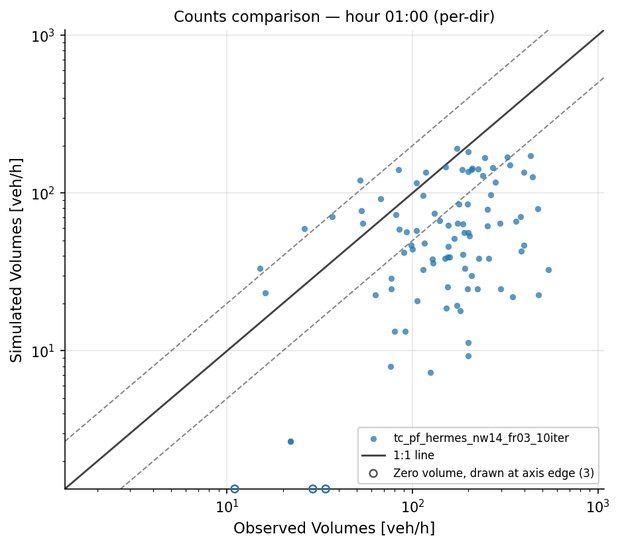 Counts comparison — hour 01:00 (per-dir)
Simulated Volumes [veh/h]
10³
10²
10¹
tc_pf_hermes_nw14_fr03_10iter
1:1 line
Zero volume, drawn at axis edge (3)
10¹
10²
10³
Observed Volumes [veh/h]